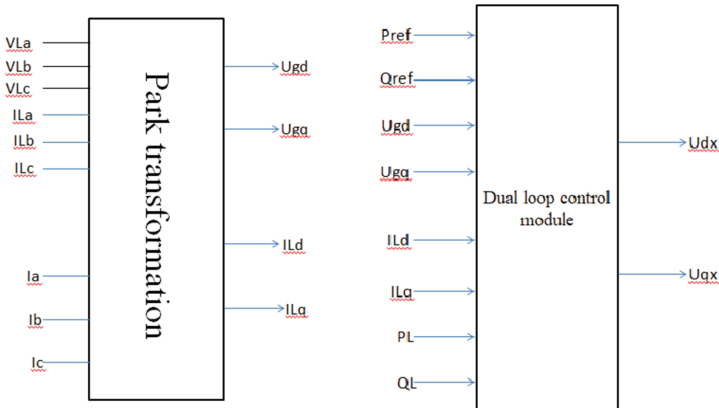 VLa
VLb
VLc
ILa
ILb
ILc
Ia
Ib
Ic
Park transformation
Ugd
Ugq
ILd
ILq
Pref
Qref
Ugd
Ugq
ILd
ILq
PL
QL
Dual loop control
module
Udx
Uqx